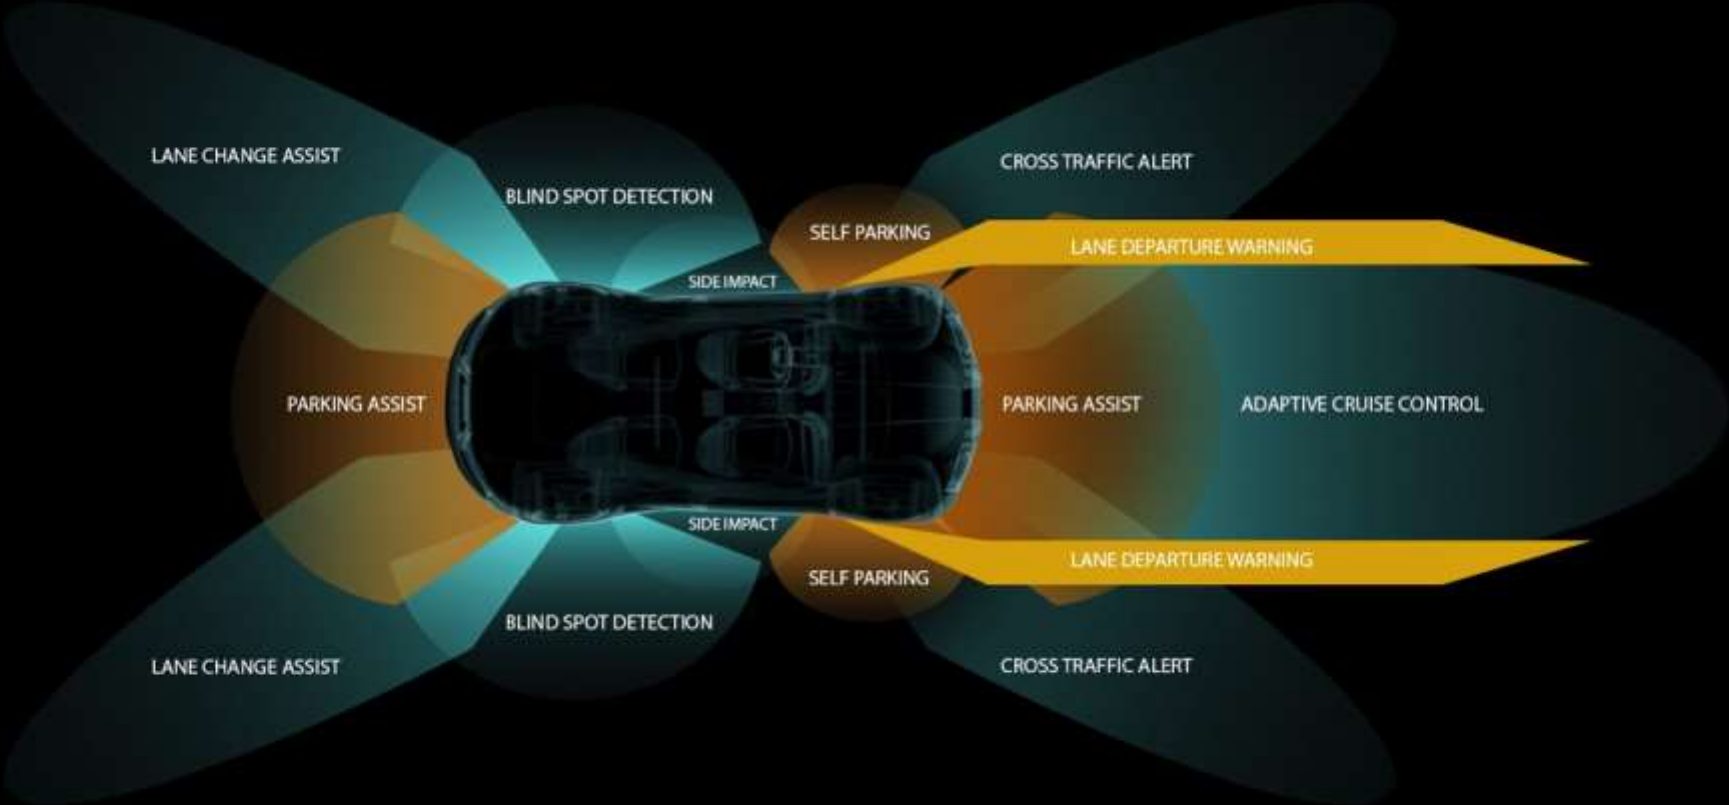 LANE CHANGE ASSIST
CROSS TRAFFIC ALERT
BLIND SPOT DETECTION
SELF PARKING
LANE DEPARTURE WARNING
SIDE IMPACT
PARKING ASSIST
PARKING ASSIST
ADAPTIVE CRUISE CONTROL
SIDE IMPACT
LANE DEPARTURE WARNING
SELF PARKING
BLIND SPOT DETECTION
LANE CHANGE ASSIST
CROSS TRAFFIC ALERT